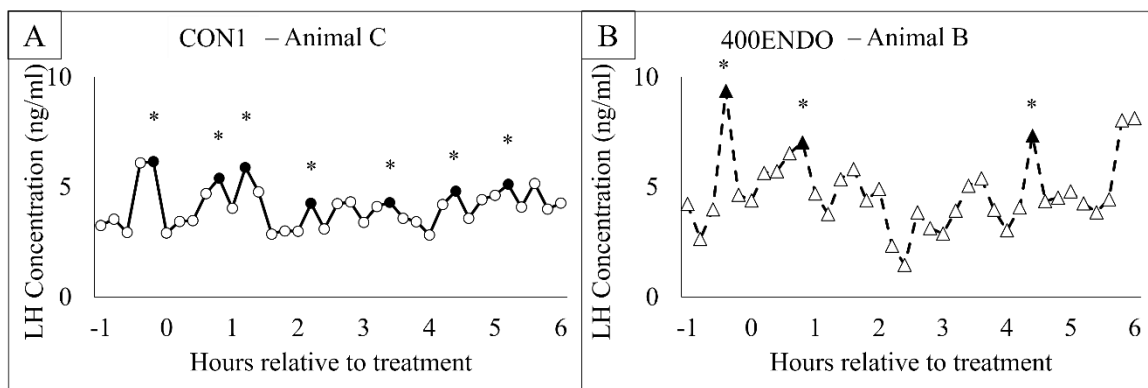 A
CON1 – Animal C
LH Concentration (ng/ml)
10
5
0
* * * * * * *
-1 0 1 2 3 4 5 6
Hours relative to treatment
B
400ENDO – Animal B
LH Concentration (ng/ml)
10
5
0
* * *
-1 0 1 2 3 4 5 6
Hours relative to treatment